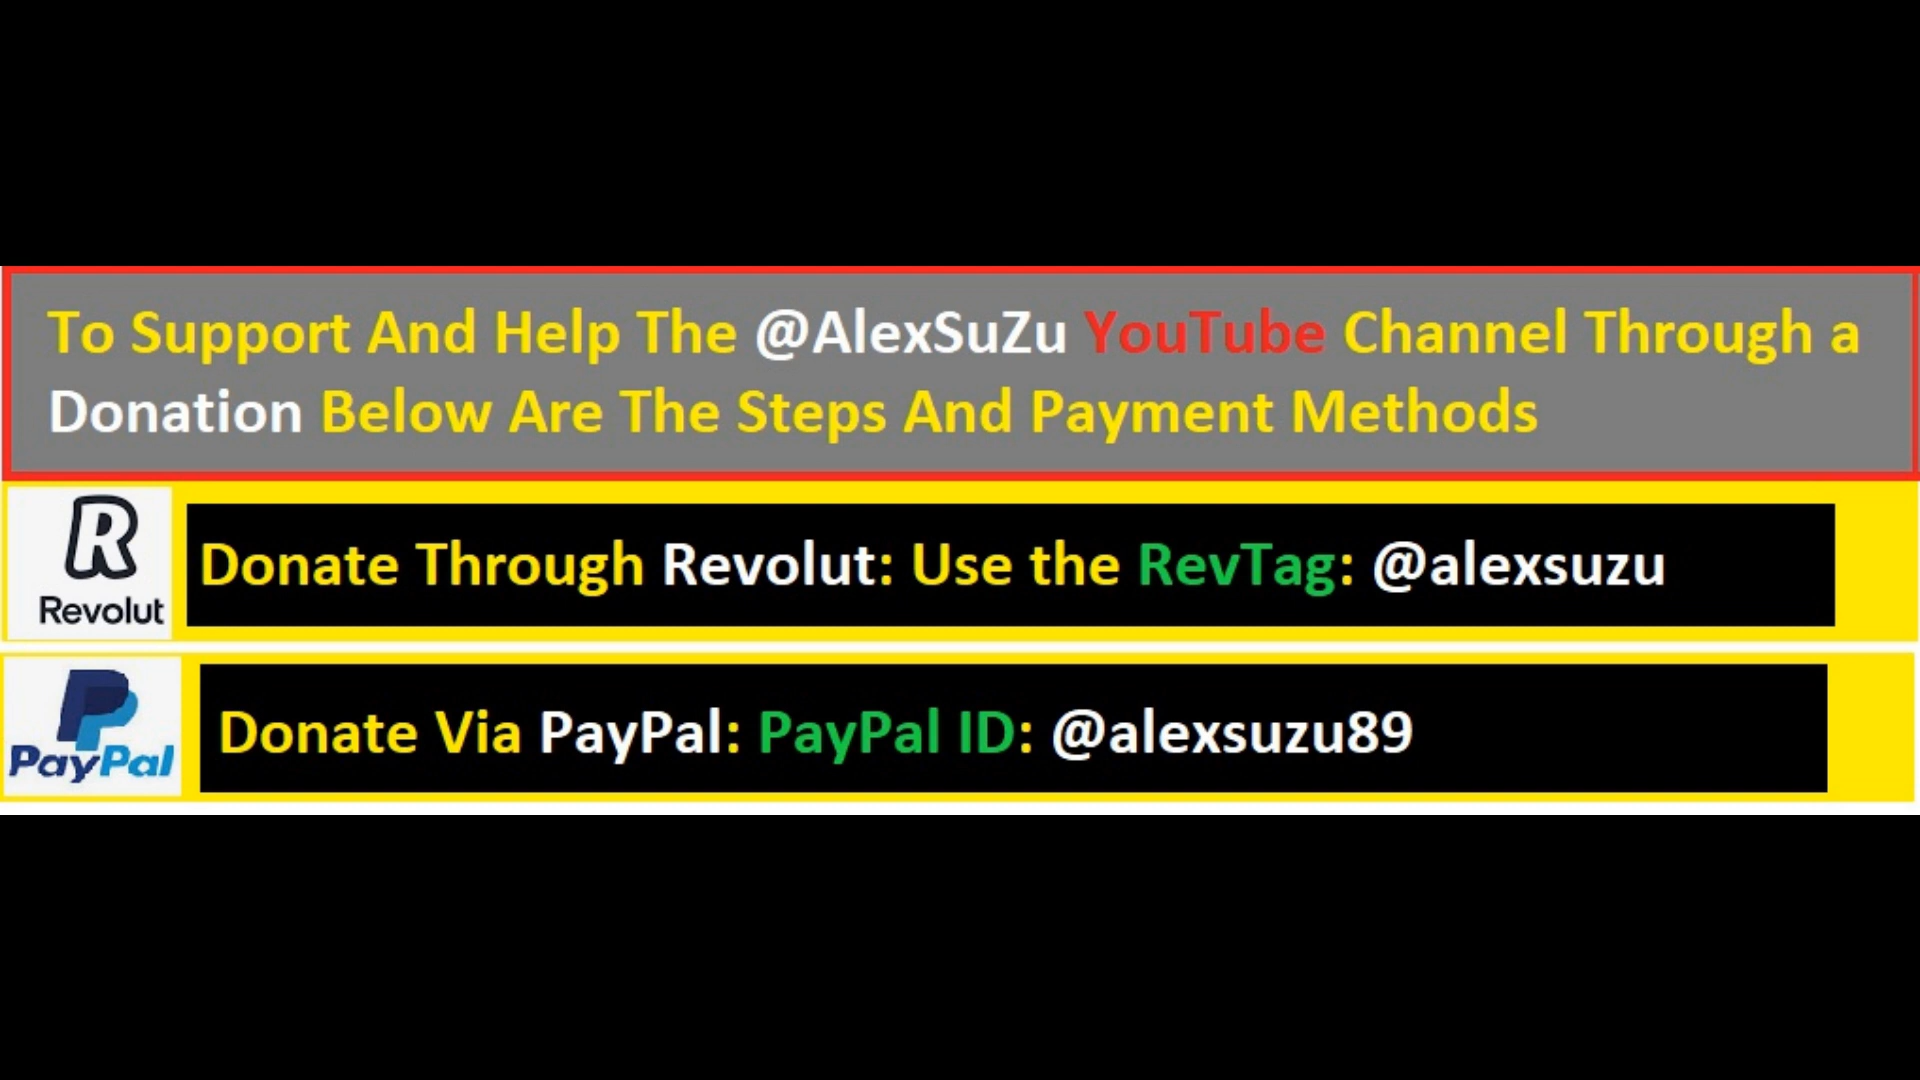 To Support And Help The @AlexSuZu YouTube Channel Through a
Donation Below Are The Steps And Payment Methods
R
Revolut
Donate Through Revolut: Use the RevTag: @alexsuzu
PayPal
Donate Via PayPal: PayPal ID: @alexsuzu89